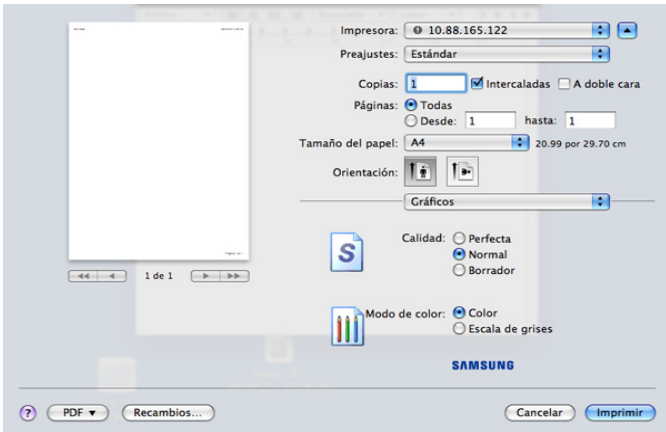 Impresora: 10.88.165.122
Preajustes: Estándar
Copias: 1 Intercaladas A doble cara
Páginas: Todas
Desde: 1 hasta: 1
Tamaño del papel: A4 20.99 por 29.70 cm
Orientación:
Gráficos
Calidad: Perfecta
S Normal
Borrador
1 de 1
Modo de color: Color
Escala de grises
SAMSUNG
? PDF Recambios... Cancelar Imprimir